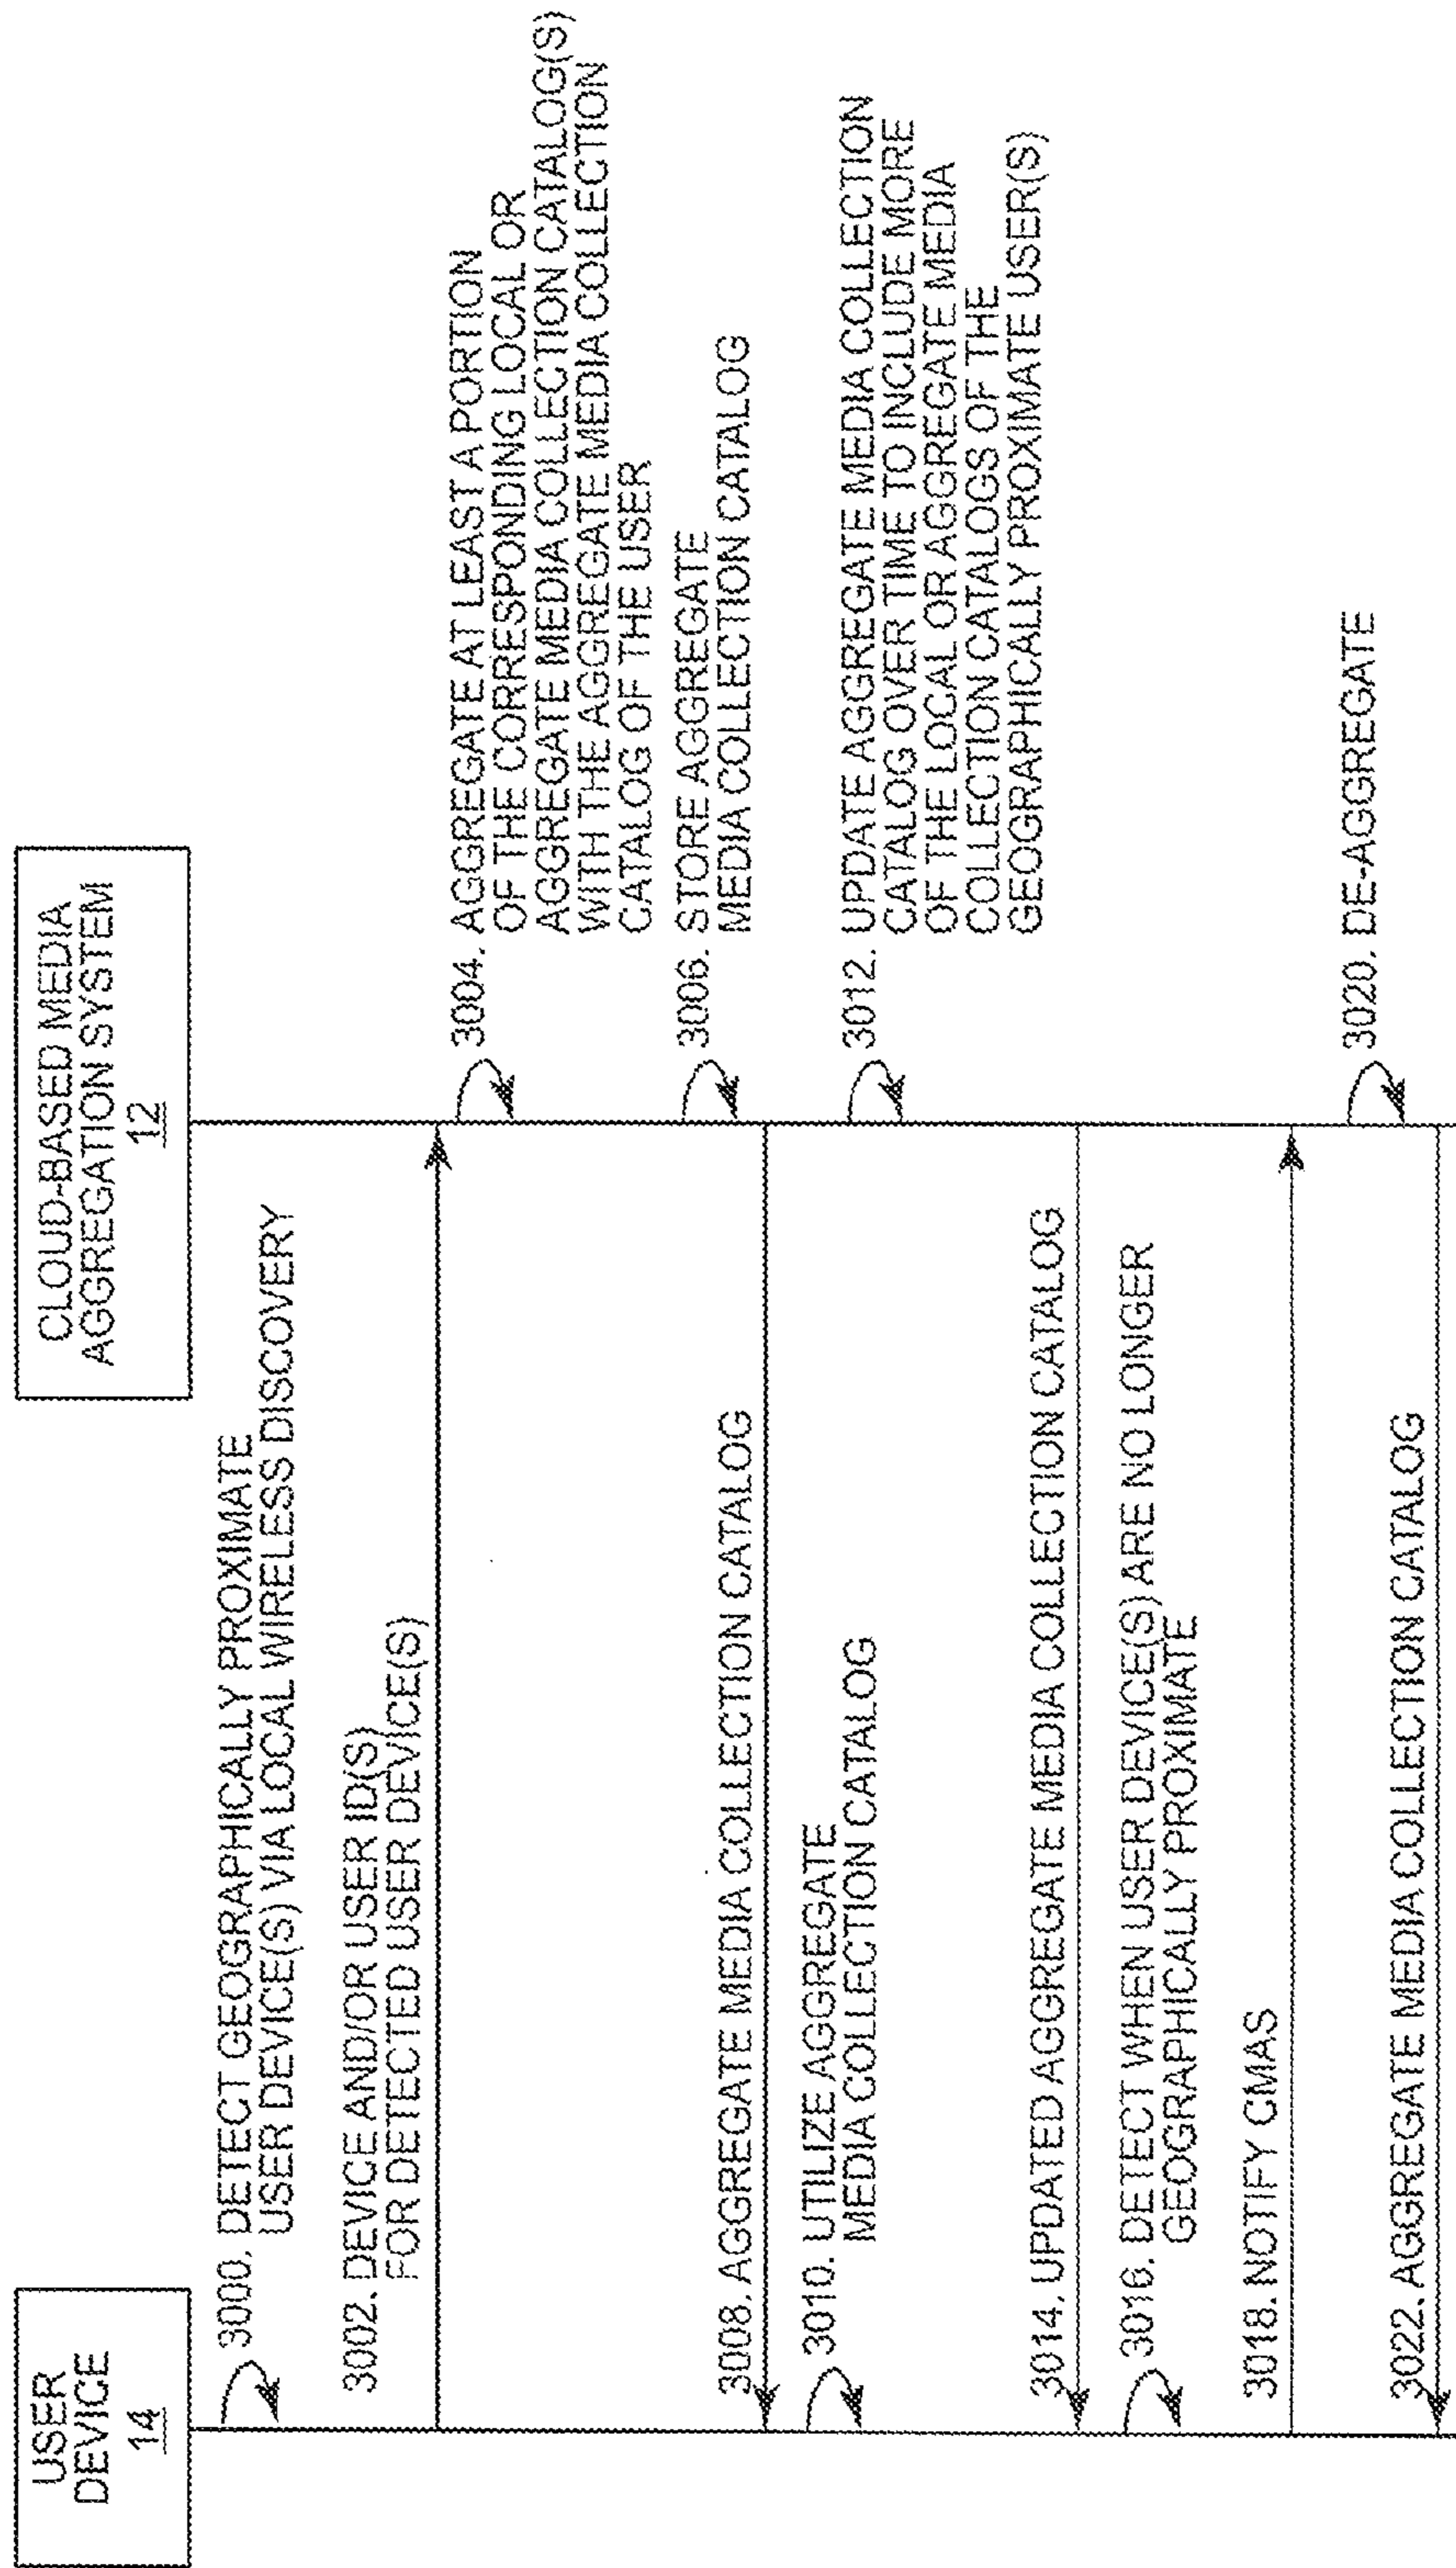 USER
DEVICE
14
CLOUD-BASED MEDIA
AGGREGATION SYSTEM
12
3000. DETECT GEOGRAPHICALLY PROXIMATE
USER DEVICE(S) VIA LOCAL WIRELESS DISCOVERY
3002. DEVICE AND/OR USER ID(S)
FOR DETECTED USER DEVICE(S)
3004. AGGREGATE AT LEAST A PORTION
OF THE CORRESPONDING LOCAL OR
AGGREGATE MEDIA COLLECTION CATALOG(S)
WITH THE AGGREGATE MEDIA COLLECTION
CATALOG OF THE USER
3006. STORE AGGREGATE
MEDIA COLLECTION CATALOG
3008. AGGREGATE MEDIA COLLECTION CATALOG
3010. UTILIZE AGGREGATE
MEDIA COLLECTION CATALOG
3012. UPDATE AGGREGATE MEDIA COLLECTION
CATALOG OVER TIME TO INCLUDE MORE
OF THE LOCAL OR AGGREGATE MEDIA
COLLECTION CATALOGS OF THE
GEOGRAPHICALLY PROXIMATE USER(S)
3014. UPDATED AGGREGATE MEDIA COLLECTION CATALOG
3016. DETECT WHEN USER DEVICE(S) ARE NO LONGER
GEOGRAPHICALLY PROXIMATE
3018. NOTIFY CMAS
3020. DE-AGGREGATE
3022. AGGREGATE MEDIA COLLECTION CATALOG